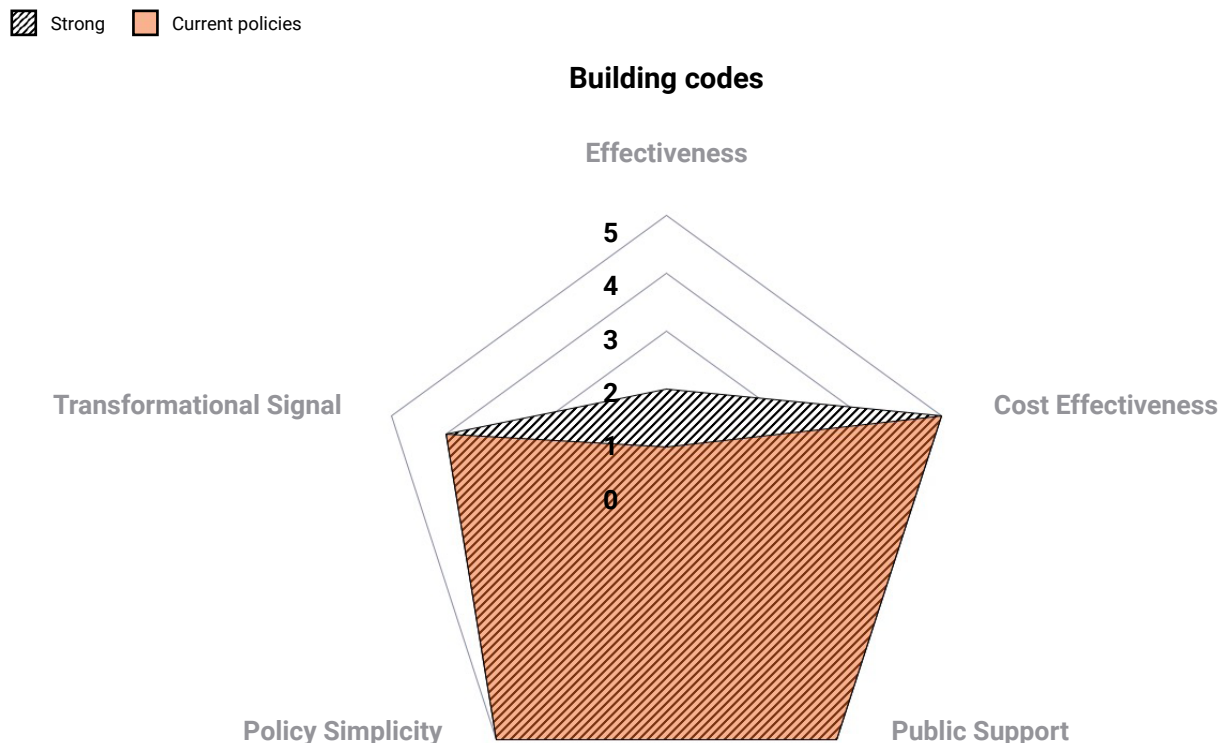 Strong
Current policies
Building codes
Effectiveness
5
4
3
2
Transformational Signal
Cost Effectiveness
1
0
Policy Simplicity
Public Support